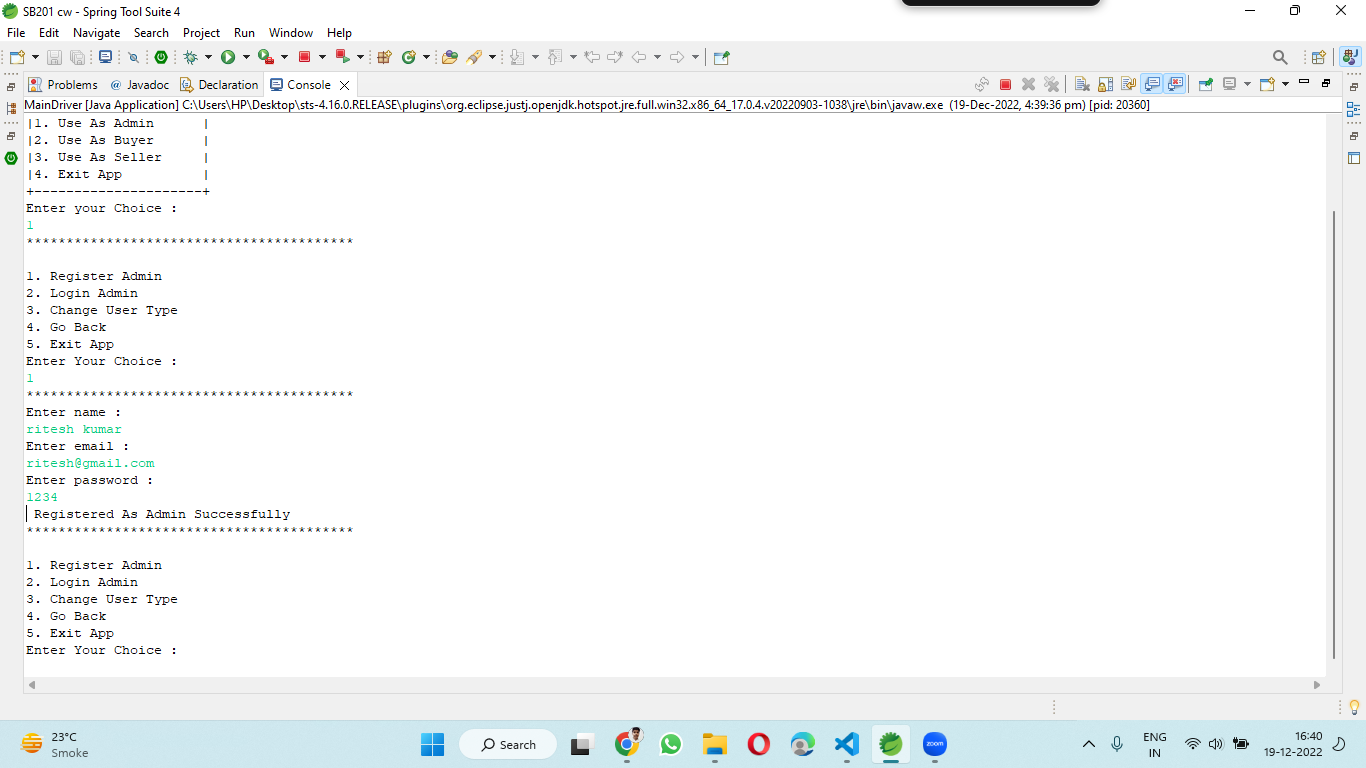 SB201 cw - Spring Tool Suite 4
File Edit Navigate Search Project Run Window Help
Problems @ Javadoc Declaration Console
MainDriver [Java Application] C:\Users\HP\Desktop\sts-4.16.0.RELEASE\plugins\org.eclipse.justj.openjdk.hotspot.jre.full.win32.x86_64_17.0.4.v20220903-1038\jre\bin\javaw.exe (19-Dec-2022, 4:39:36 pm) [pid: 20360]
|1. Use As Admin      |
|2. Use As Buyer      |
|3. Use As Seller     |
|4. Exit App          |
+---------------------+
Enter your Choice :
1
*****************************************
1. Register Admin
2. Login Admin
3. Change User Type
4. Go Back
5. Exit App
Enter Your Choice :
1
*****************************************
Enter name :
ritesh kumar
Enter email :
ritesh@gmail.com
Enter password :
1234
Registered As Admin Successfully
*****************************************
1. Register Admin
2. Login Admin
3. Change User Type
4. Go Back
5. Exit App
Enter Your Choice :
23°C
Smoke
Search
zoom
ENG
IN
16:40
19-12-2022